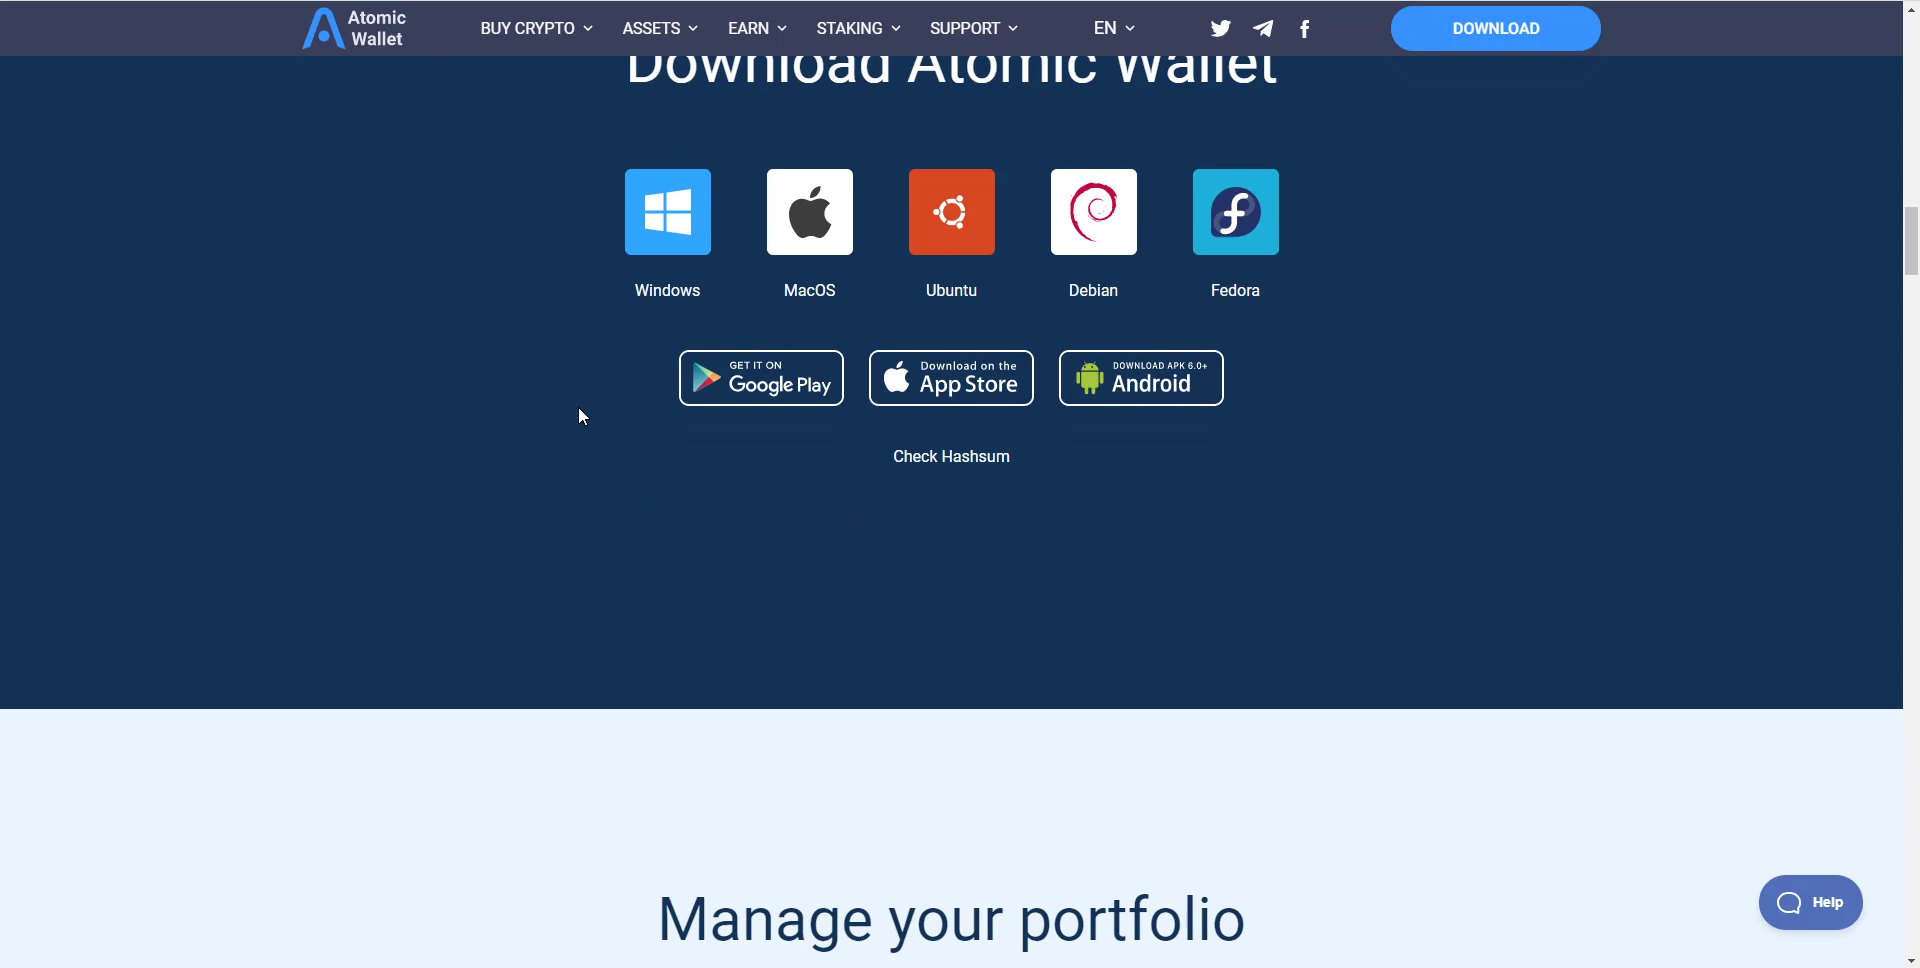 Atomic
Wallet
BUY CRYPTO
ASSETS
EARN
STAKING
SUPPORT
EN
DOWNLOAD
Download Atomic Wallet
Windows
MacOS
Ubuntu
Debian
Fedora
GET IT ON
Google Play
Download on the
App Store
DOWNLOAD APK 6.0+
Android
Check Hashsum
Manage your portfolio
Help